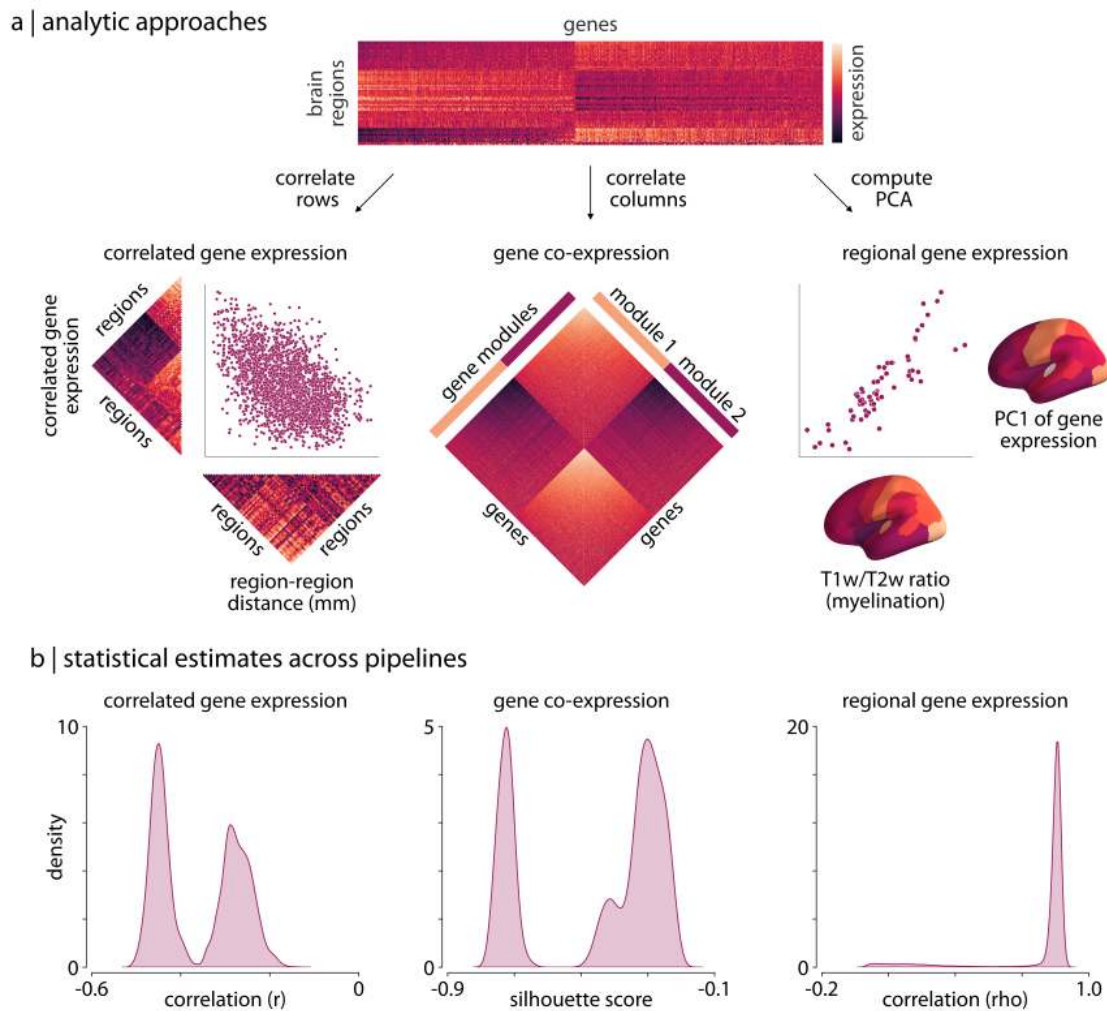 a | analytic approaches
genes
brain
regions
expression
correlate
rows
correlate
columns
compute
PCA
correlated gene expression
gene co-expression
regional gene expression
correlated gene
expression
regions
regions
regions
regions
region-region
distance (mm)
gene modules
module 1
module 2
genes
genes
PC1 of gene
expression
T1w/T2w ratio
(myelination)
b | statistical estimates across pipelines
correlated gene expression
gene co-expression
regional gene expression
density
10
0
-0.6
correlation (r)
0
5
0
-0.9
silhouette score
-0.1
20
0
-0.2
correlation (rho)
1.0